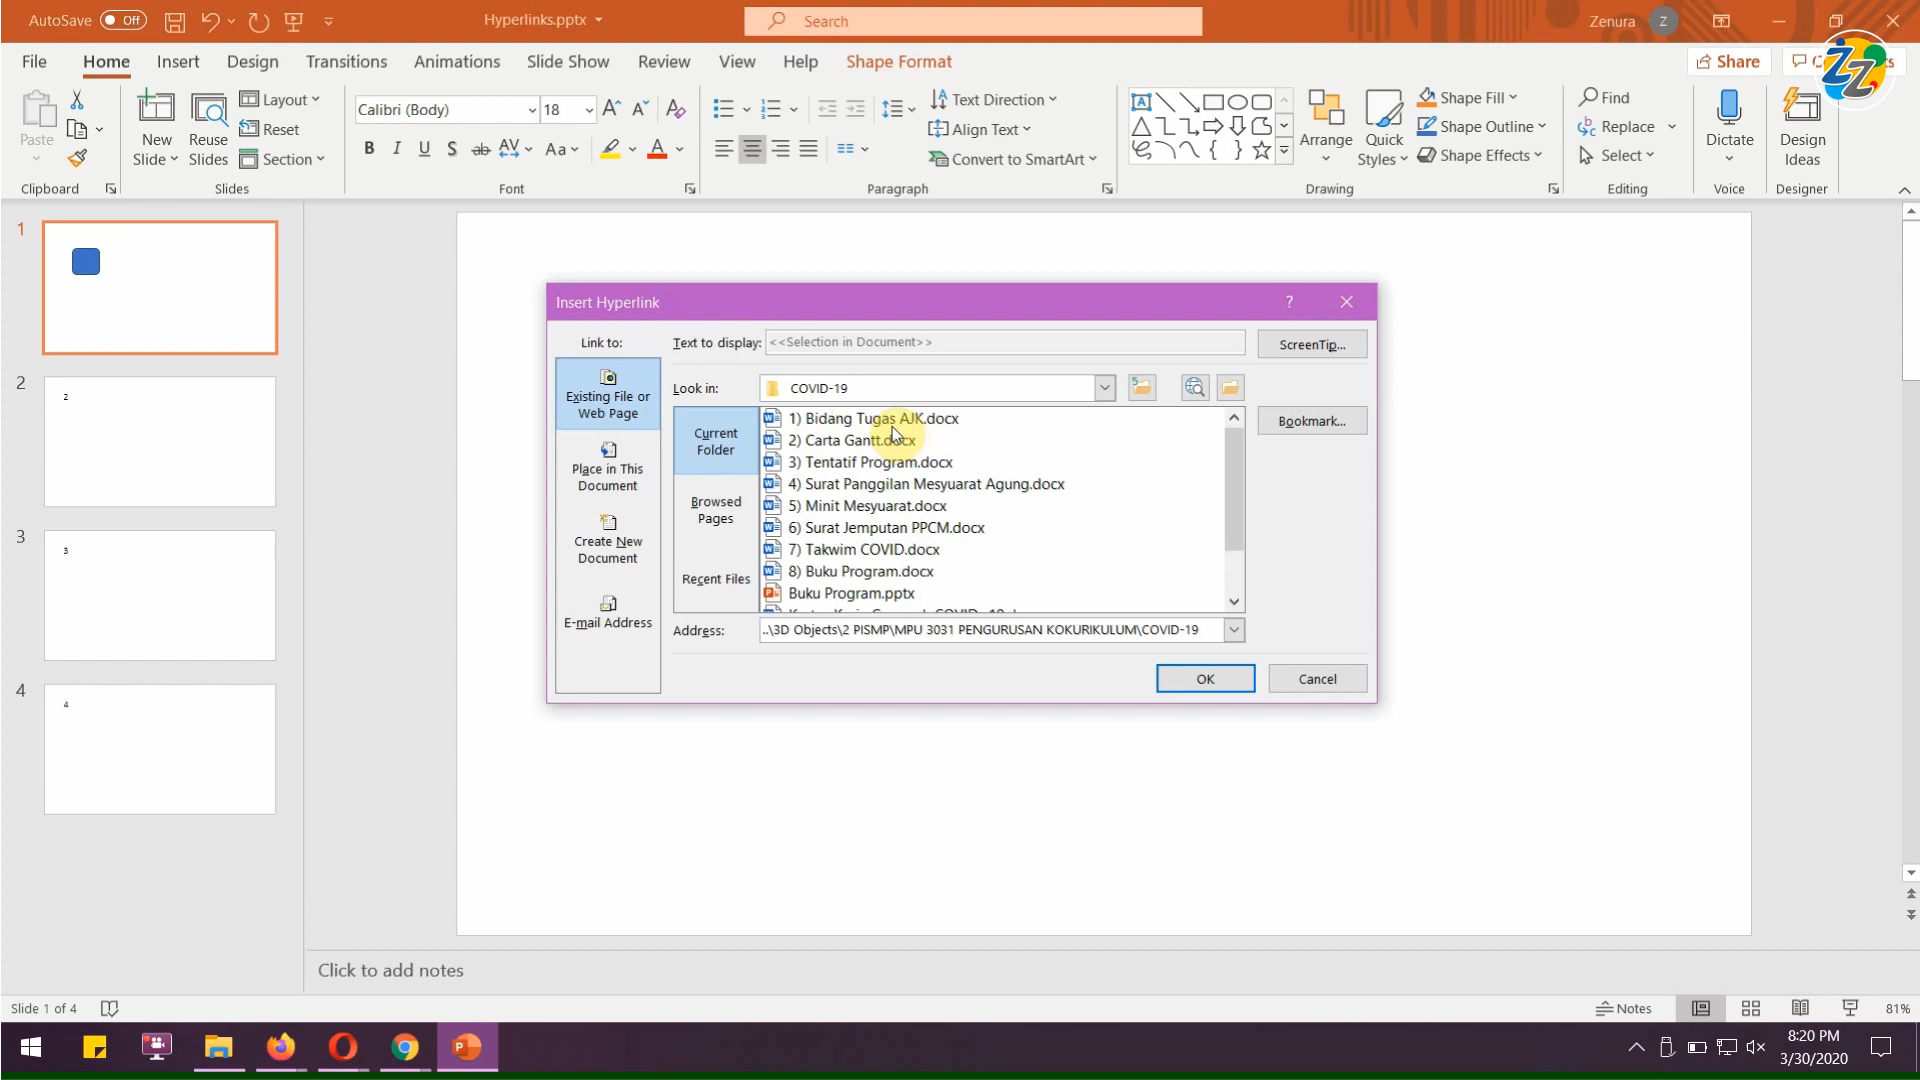 AutoSave Off Hyperlinks.pptx Search Zenura Z
File Home Insert Design Transitions Animations Slide Show Review View Help Shape Format Share
Paste
New Slide
Reuse Slides
Layout
Reset
Section
Calibri (Body) 18
B I U S ab AV Aa A
Text Direction
Align Text
Convert to SmartArt
Arrange
Quick Styles
Shape Fill
Shape Outline
Shape Effects
Find
Replace
Select
Dictate
Design Ideas
Clipboard Slides Font Paragraph Drawing Editing Voice Designer
1
2
2
3
3
4
4
Insert Hyperlink ?
Link to:
Existing File or
Web Page
Place in This
Document
Create New
Document
E-mail Address
Text to display: <<Selection in Document>> ScreenTip...
Look in: COVID-19
Current
Folder
Browsed
Pages
Recent Files
1) Bidang Tugas AJK.docx
2) Carta Gantt.docx
3) Tentatif Program.docx
4) Surat Panggilan Mesyuarat Agung.docx
5) Minit Mesyuarat.docx
6) Surat Jemputan PPCM.docx
7) Takwim COVID.docx
8) Buku Program.docx
Buku Program.pptx
Bookmark...
Address: ..\3D Objects\2 PISMP\MPU 3031 PENGURUSAN KOKURIKULUM\COVID-19
OK Cancel
Click to add notes
Slide 1 of 4 Notes 81%
8:20 PM
3/30/2020